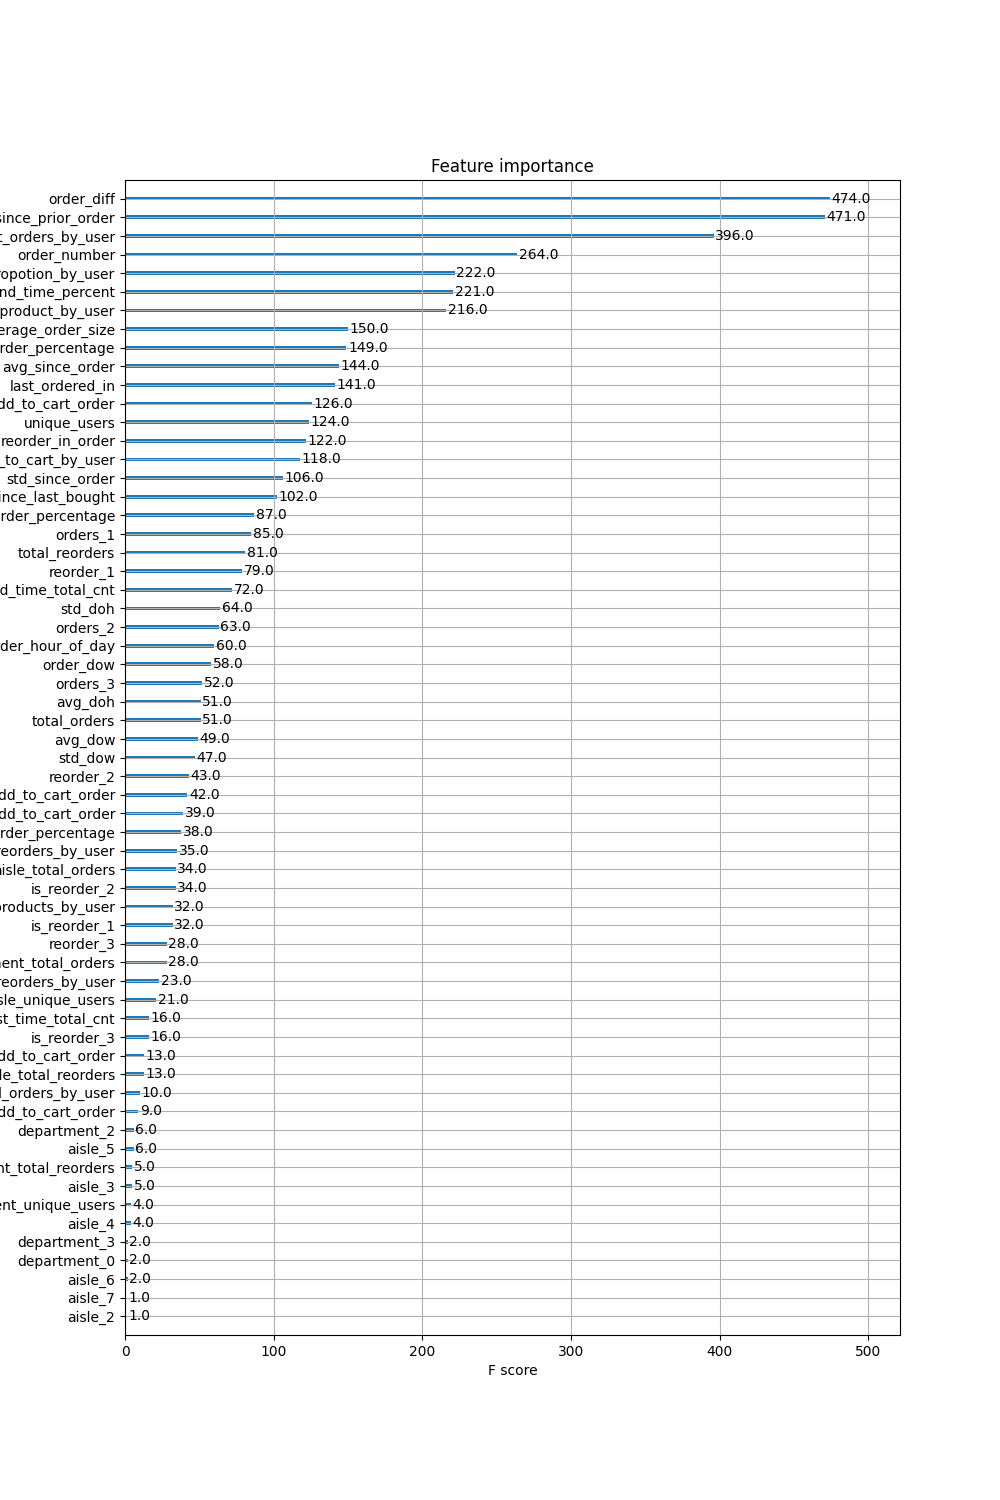 Feature importance
order_diff 474.0
since_prior_order 471.0
t_orders_by_user 396.0
order_number 264.0
ropotion_by_user 222.0
nd_time_percent 221.0
product_by_user 216.0
erage_order_size 150.0
rder_percentage 149.0
avg_since_order 144.0
last_ordered_in 141.0
dd_to_cart_order 126.0
unique_users 124.0
reorder_in_order 122.0
_to_cart_by_user 118.0
std_since_order 106.0
ince_last_bought 102.0
rder_percentage 87.0
orders_1 85.0
total_reorders 81.0
reorder_1 79.0
d_time_total_cnt 72.0
std_doh 64.0
orders_2 63.0
der_hour_of_day 60.0
order_dow 58.0
orders_3 52.0
avg_doh 51.0
total_orders 51.0
avg_dow 49.0
std_dow 47.0
reorder_2 43.0
dd_to_cart_order 42.0
dd_to_cart_order 39.0
rder_percentage 38.0
reorders_by_user 35.0
aisle_total_orders 34.0
is_reorder_2 34.0
products_by_user 32.0
is_reorder_1 32.0
reorder_3 28.0
ment_total_orders 28.0
reorders_by_user 23.0
sle_unique_users 21.0
st_time_total_cnt 16.0
is_reorder_3 16.0
dd_to_cart_order 13.0
le_total_reorders 13.0
l_orders_by_user 10.0
dd_to_cart_order 9.0
department_2 6.0
aisle_5 6.0
nt_total_reorders 5.0
aisle_3 5.0
ent_unique_users 4.0
aisle_4 4.0
department_3 2.0
department_0 2.0
aisle_6 2.0
aisle_7 1.0
aisle_2 1.0
0 100 200 300 400 500
F score